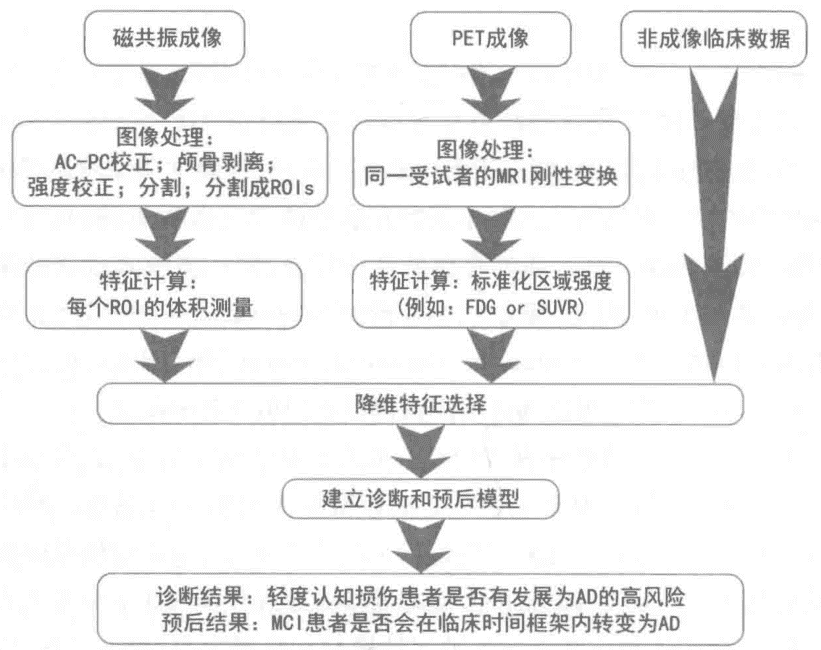 磁共振成像
PET成像
非成像临床数据
图像处理：
AC-PC校正；颅骨剥离；
强度校正；分割；分割成ROIs
图像处理：
同一受试者的MRI刚性变换
特征计算：
每个ROI的体积测量
特征计算：标准化区域强度
(例如：FDG or SUVR)
降维特征选择
建立诊断和预后模型
诊断结果：轻度认知损伤患者是否有发展为AD的高风险
预后结果：MCI患者是否会在临床时间框架内转变为AD